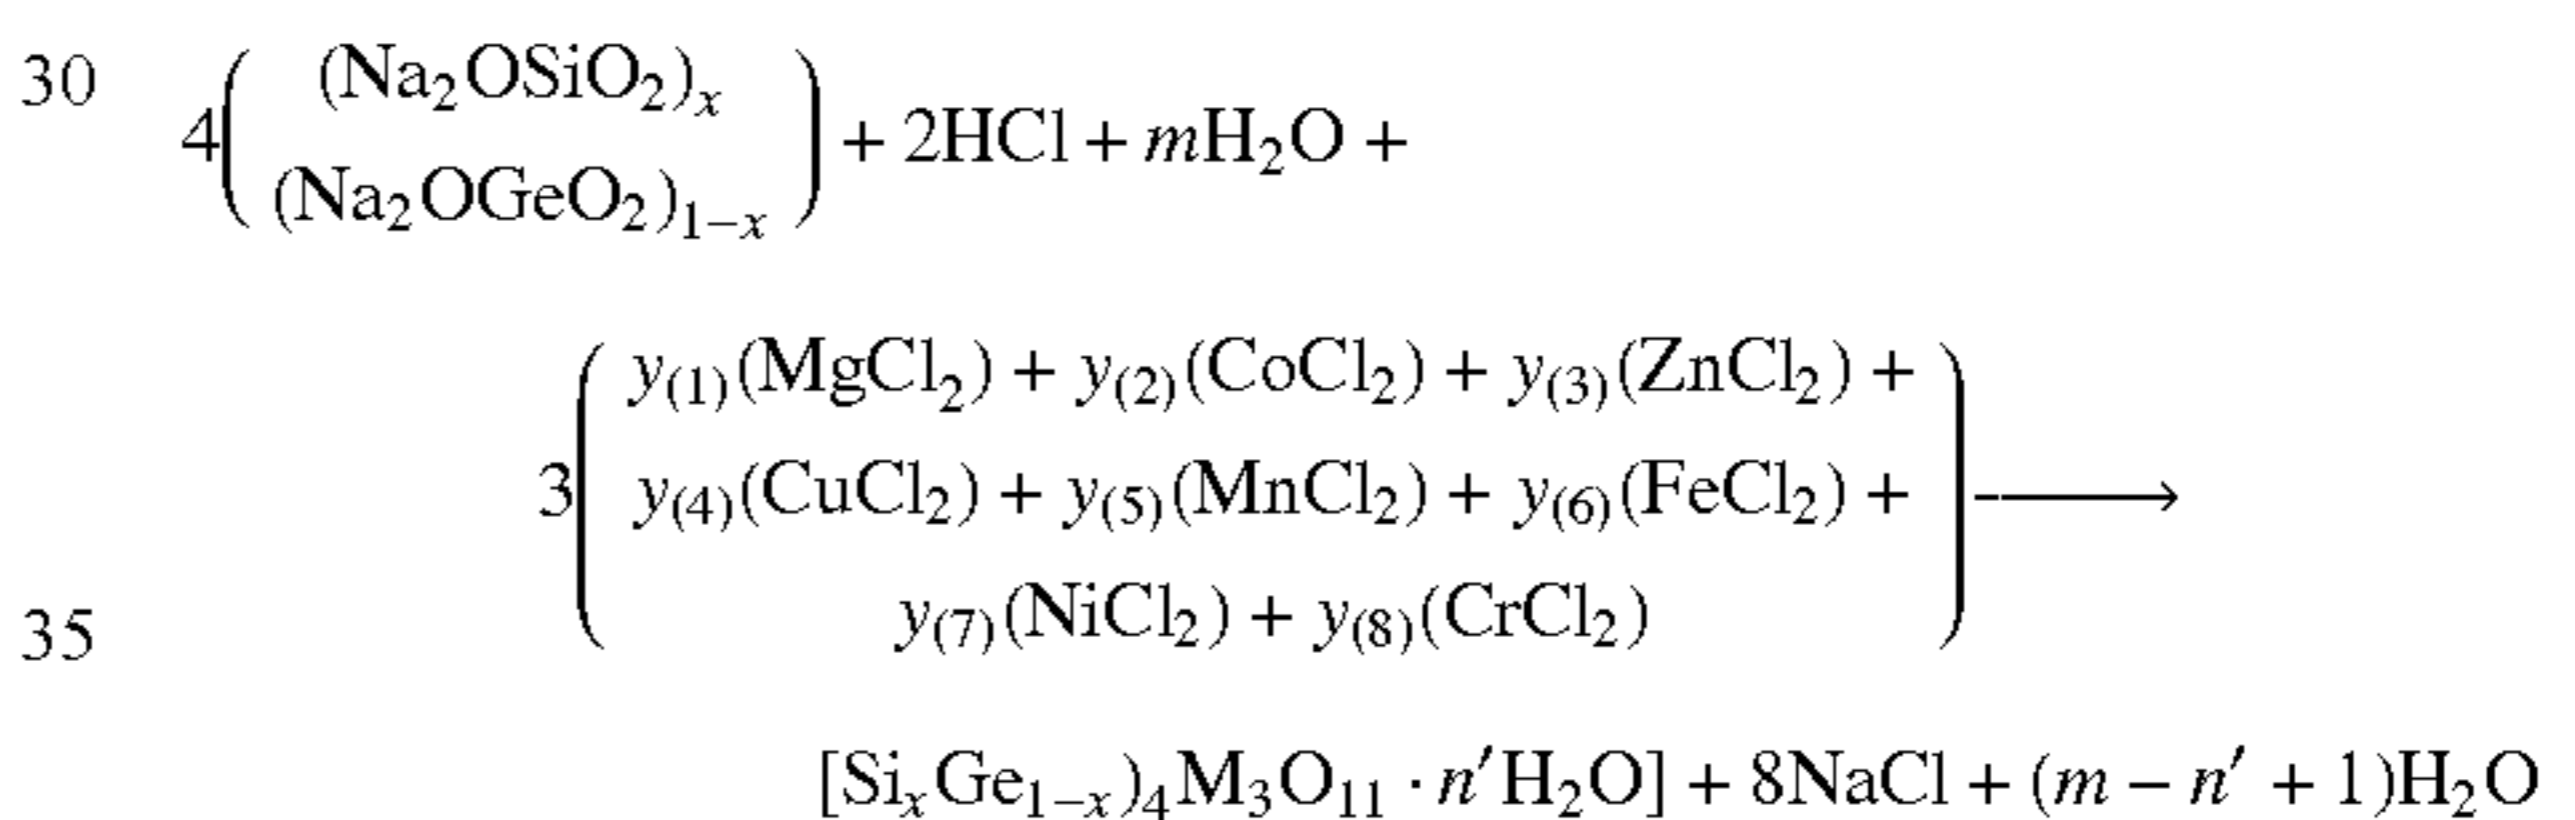 30 4( (Na₂OSiO₂)ₓ
(Na₂OGeO₂)₁₋ₓ ) + 2HCl + mH₂O +
3( y₍₁₎(MgCl₂) + y₍₂₎(CoCl₂) + y₍₃₎(ZnCl₂) +
y₍₄₎(CuCl₂) + y₍₅₎(MnCl₂) + y₍₆₎(FeCl₂) +
35 y₍₇₎(NiCl₂) + y₍₈₎(CrCl₂) ) ⟶
[SiₓGe₁₋ₓ)₄M₃O₁₁ · n′H₂O] + 8NaCl + (m − n′ + 1)H₂O